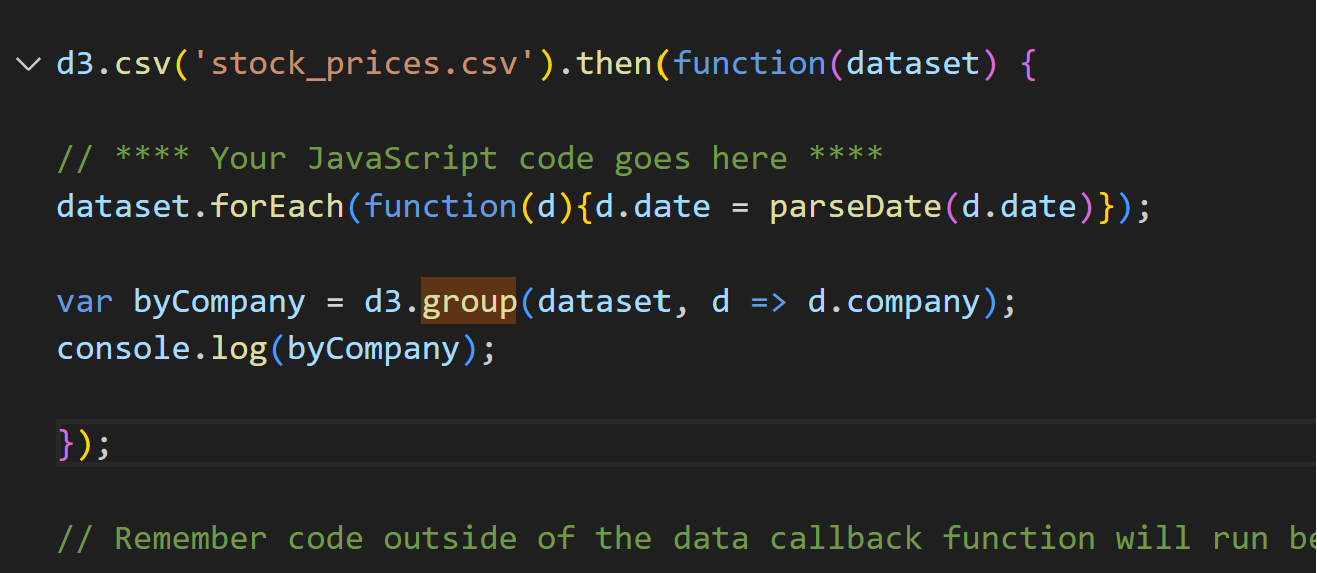 d3.csv('stock_prices.csv').then(function(dataset) {
// **** Your JavaScript code goes here ****
dataset.forEach(function(d){d.date = parseDate(d.date)});
var byCompany = d3.group(dataset, d => d.company);
console.log(byCompany);
});
// Remember code outside of the data callback function will run be